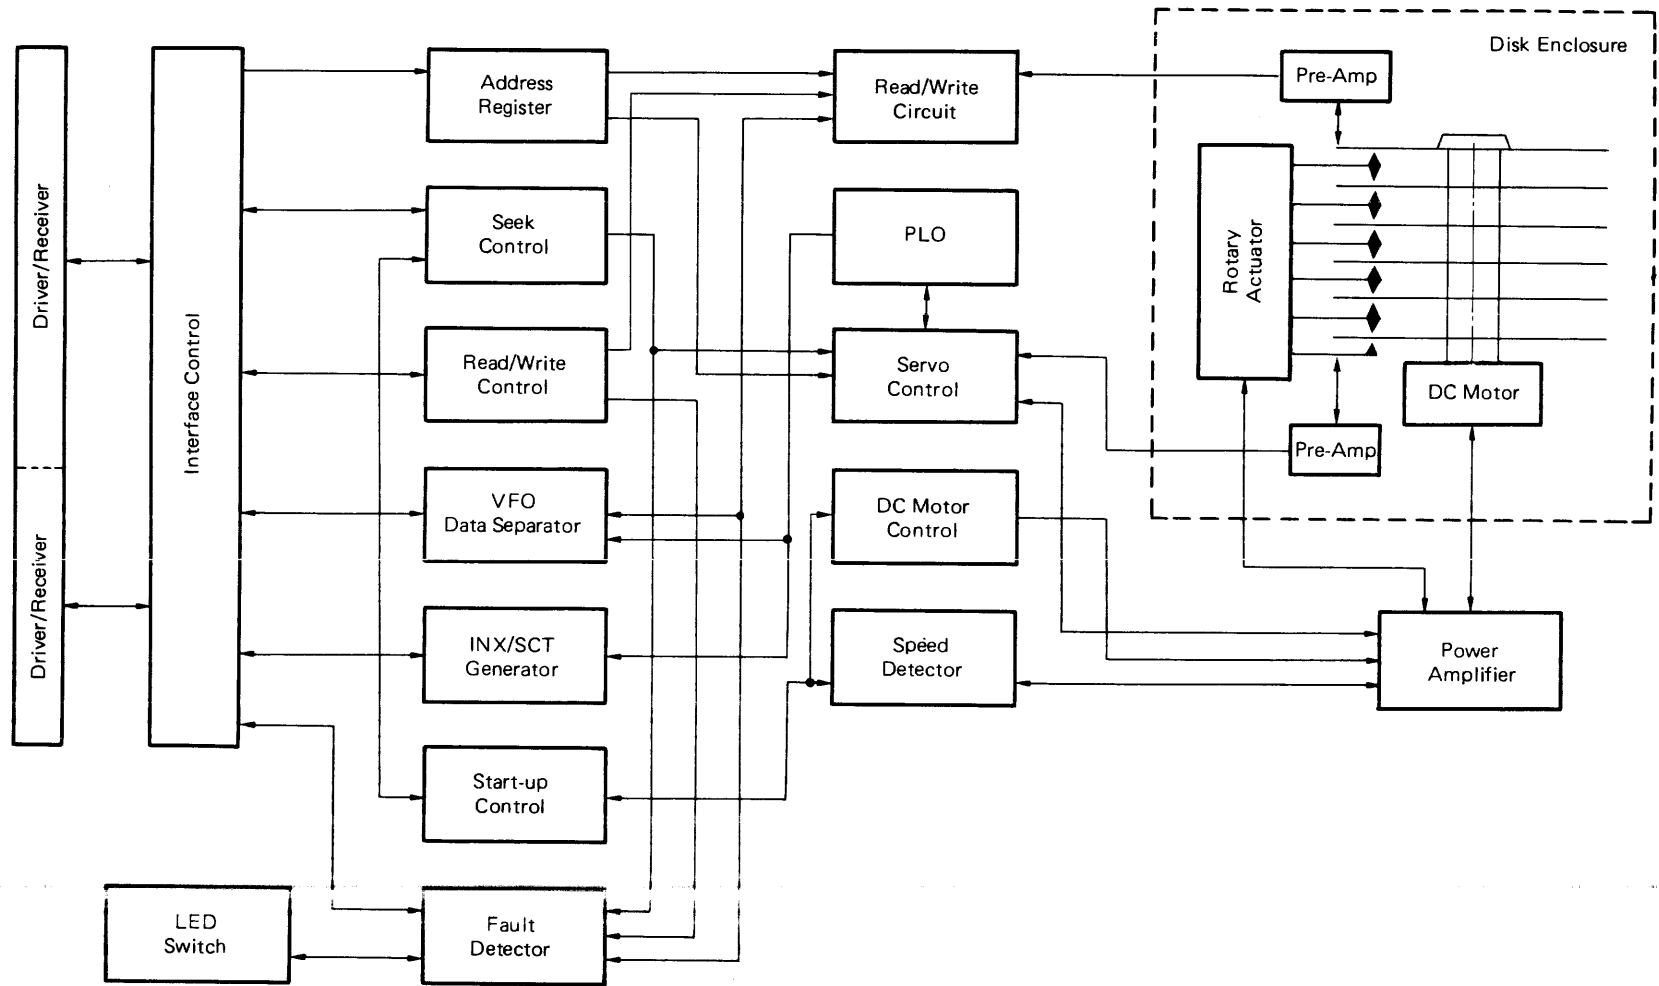 Disk Enclosure
Driver/Receiver
Driver/Receiver
Interface Control
Address
Register
Seek
Control
Read/Write
Control
VFO
Data Separator
INX/SCT
Generator
Start-up
Control
LED
Switch
Fault
Detector
Read/Write
Circuit
PLO
Servo
Control
DC Motor
Control
Speed
Detector
Pre-Amp
Rotary
Actuator
DC Motor
Pre-Amp
Power
Amplifier